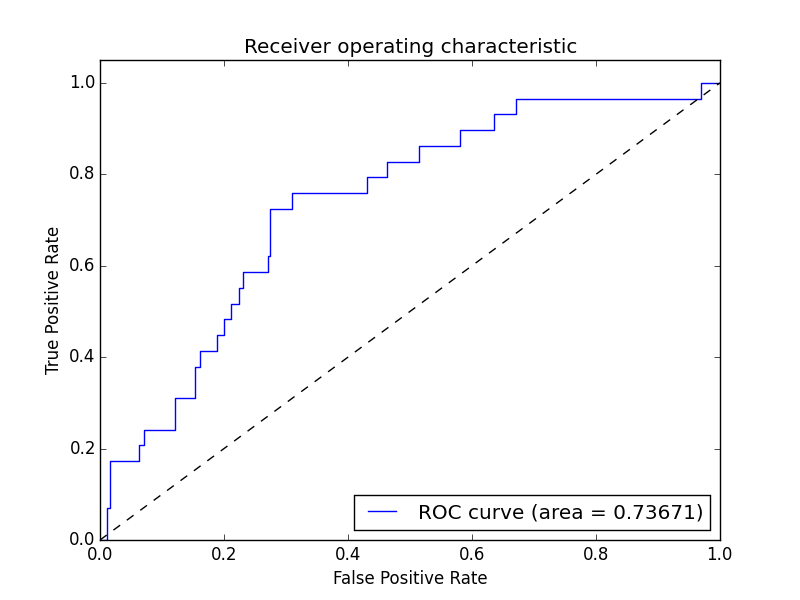 Receiver operating characteristic
True Positive Rate
1.0
0.8
0.6
0.4
0.2
0.0
ROC curve (area = 0.73671)
0.0 0.2 0.4 0.6 0.8 1.0
False Positive Rate